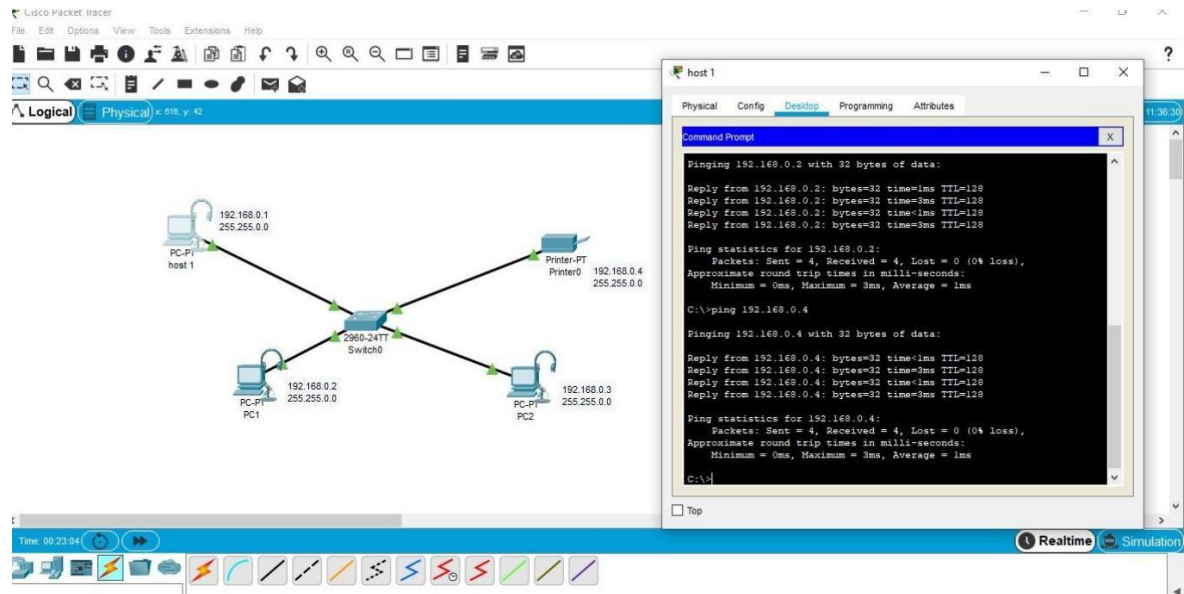 Cisco Packet Tracer
File Edit Options View Tools Extensions Help
?
Logical Physical x: 618, y: 42
11:36:30
192.168.0.1
255.255.0.0
PC-PT
host 1
Printer-PT
Printer0
192.168.0.4
255.255.0.0
2960-24TT
Switch0
192.168.0.2
255.255.0.0
PC-PT
PC1
192.168.0.3
255.255.0.0
PC-PT
PC2
host 1
Physical Config Desktop Programming Attributes
Command Prompt X
Pinging 192.168.0.2 with 32 bytes of data:
Reply from 192.168.0.2: bytes=32 time=1ms TTL=128
Reply from 192.168.0.2: bytes=32 time=3ms TTL=128
Reply from 192.168.0.2: bytes=32 time<1ms TTL=128
Reply from 192.168.0.2: bytes=32 time=3ms TTL=128
Ping statistics for 192.168.0.2:
Packets: Sent = 4, Received = 4, Lost = 0 (0% loss),
Approximate round trip times in milli-seconds:
Minimum = 0ms, Maximum = 3ms, Average = 1ms
C:\>ping 192.168.0.4
Pinging 192.168.0.4 with 32 bytes of data:
Reply from 192.168.0.4: bytes=32 time<1ms TTL=128
Reply from 192.168.0.4: bytes=32 time=3ms TTL=128
Reply from 192.168.0.4: bytes=32 time<1ms TTL=128
Reply from 192.168.0.4: bytes=32 time=3ms TTL=128
Ping statistics for 192.168.0.4:
Packets: Sent = 4, Received = 4, Lost = 0 (0% loss),
Approximate round trip times in milli-seconds:
Minimum = 0ms, Maximum = 3ms, Average = 1ms
C:\>
Top
Time: 00:23:04
Realtime Simulation